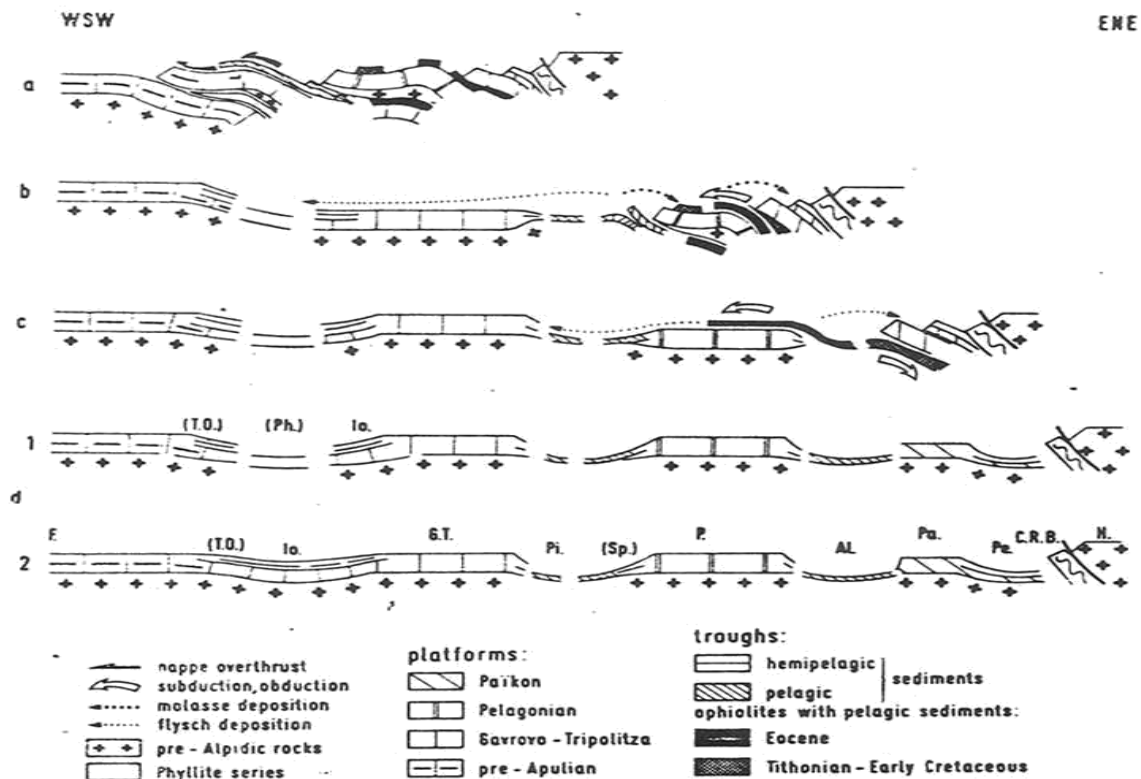 WSW ENE
a
b
c
(T.O.) (Ph.) Io.
1
d
F. (T.O.) Io. G.T. Pi. (Sp.) P. Al. Pa. Pe. C.R.B. H.
2
nappe overthrust
subduction, obduction
molasse deposition
flysch deposition
pre-Alpidic rocks
Phyllite series
platforms:
Païkon
Pelagonian
Gavrovo-Tripolitza
pre-Apulian
troughs:
hemipelagic
pelagic
sediments
ophiolites with pelagic sediments:
Eocene
Tithonian-Early Cretaceous